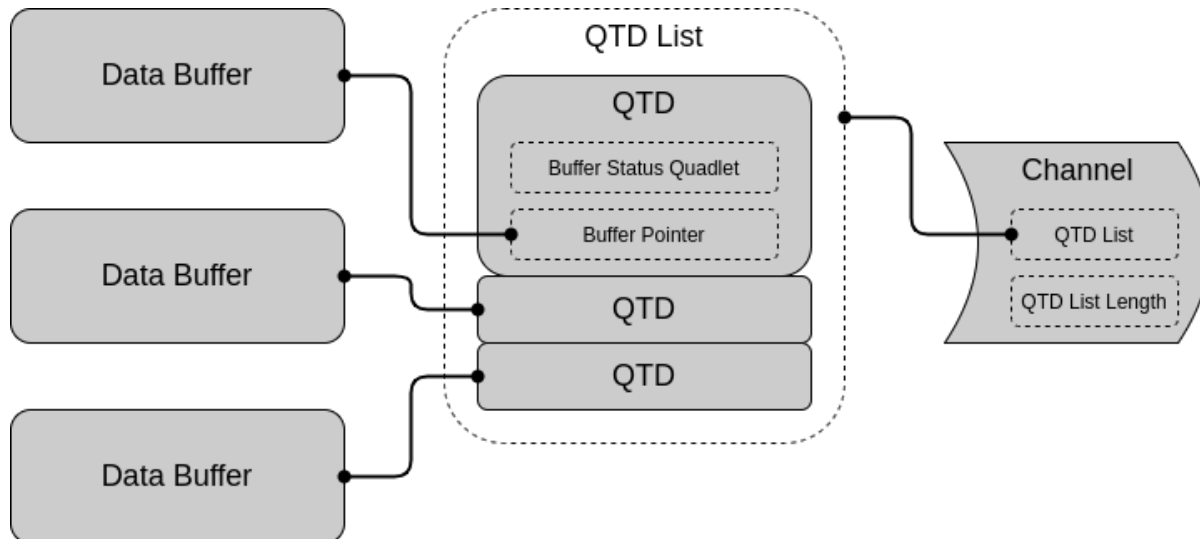 Data Buffer
Data Buffer
Data Buffer
QTD List
QTD
Buffer Status Quadlet
Buffer Pointer
QTD
QTD
Channel
QTD List
QTD List Length